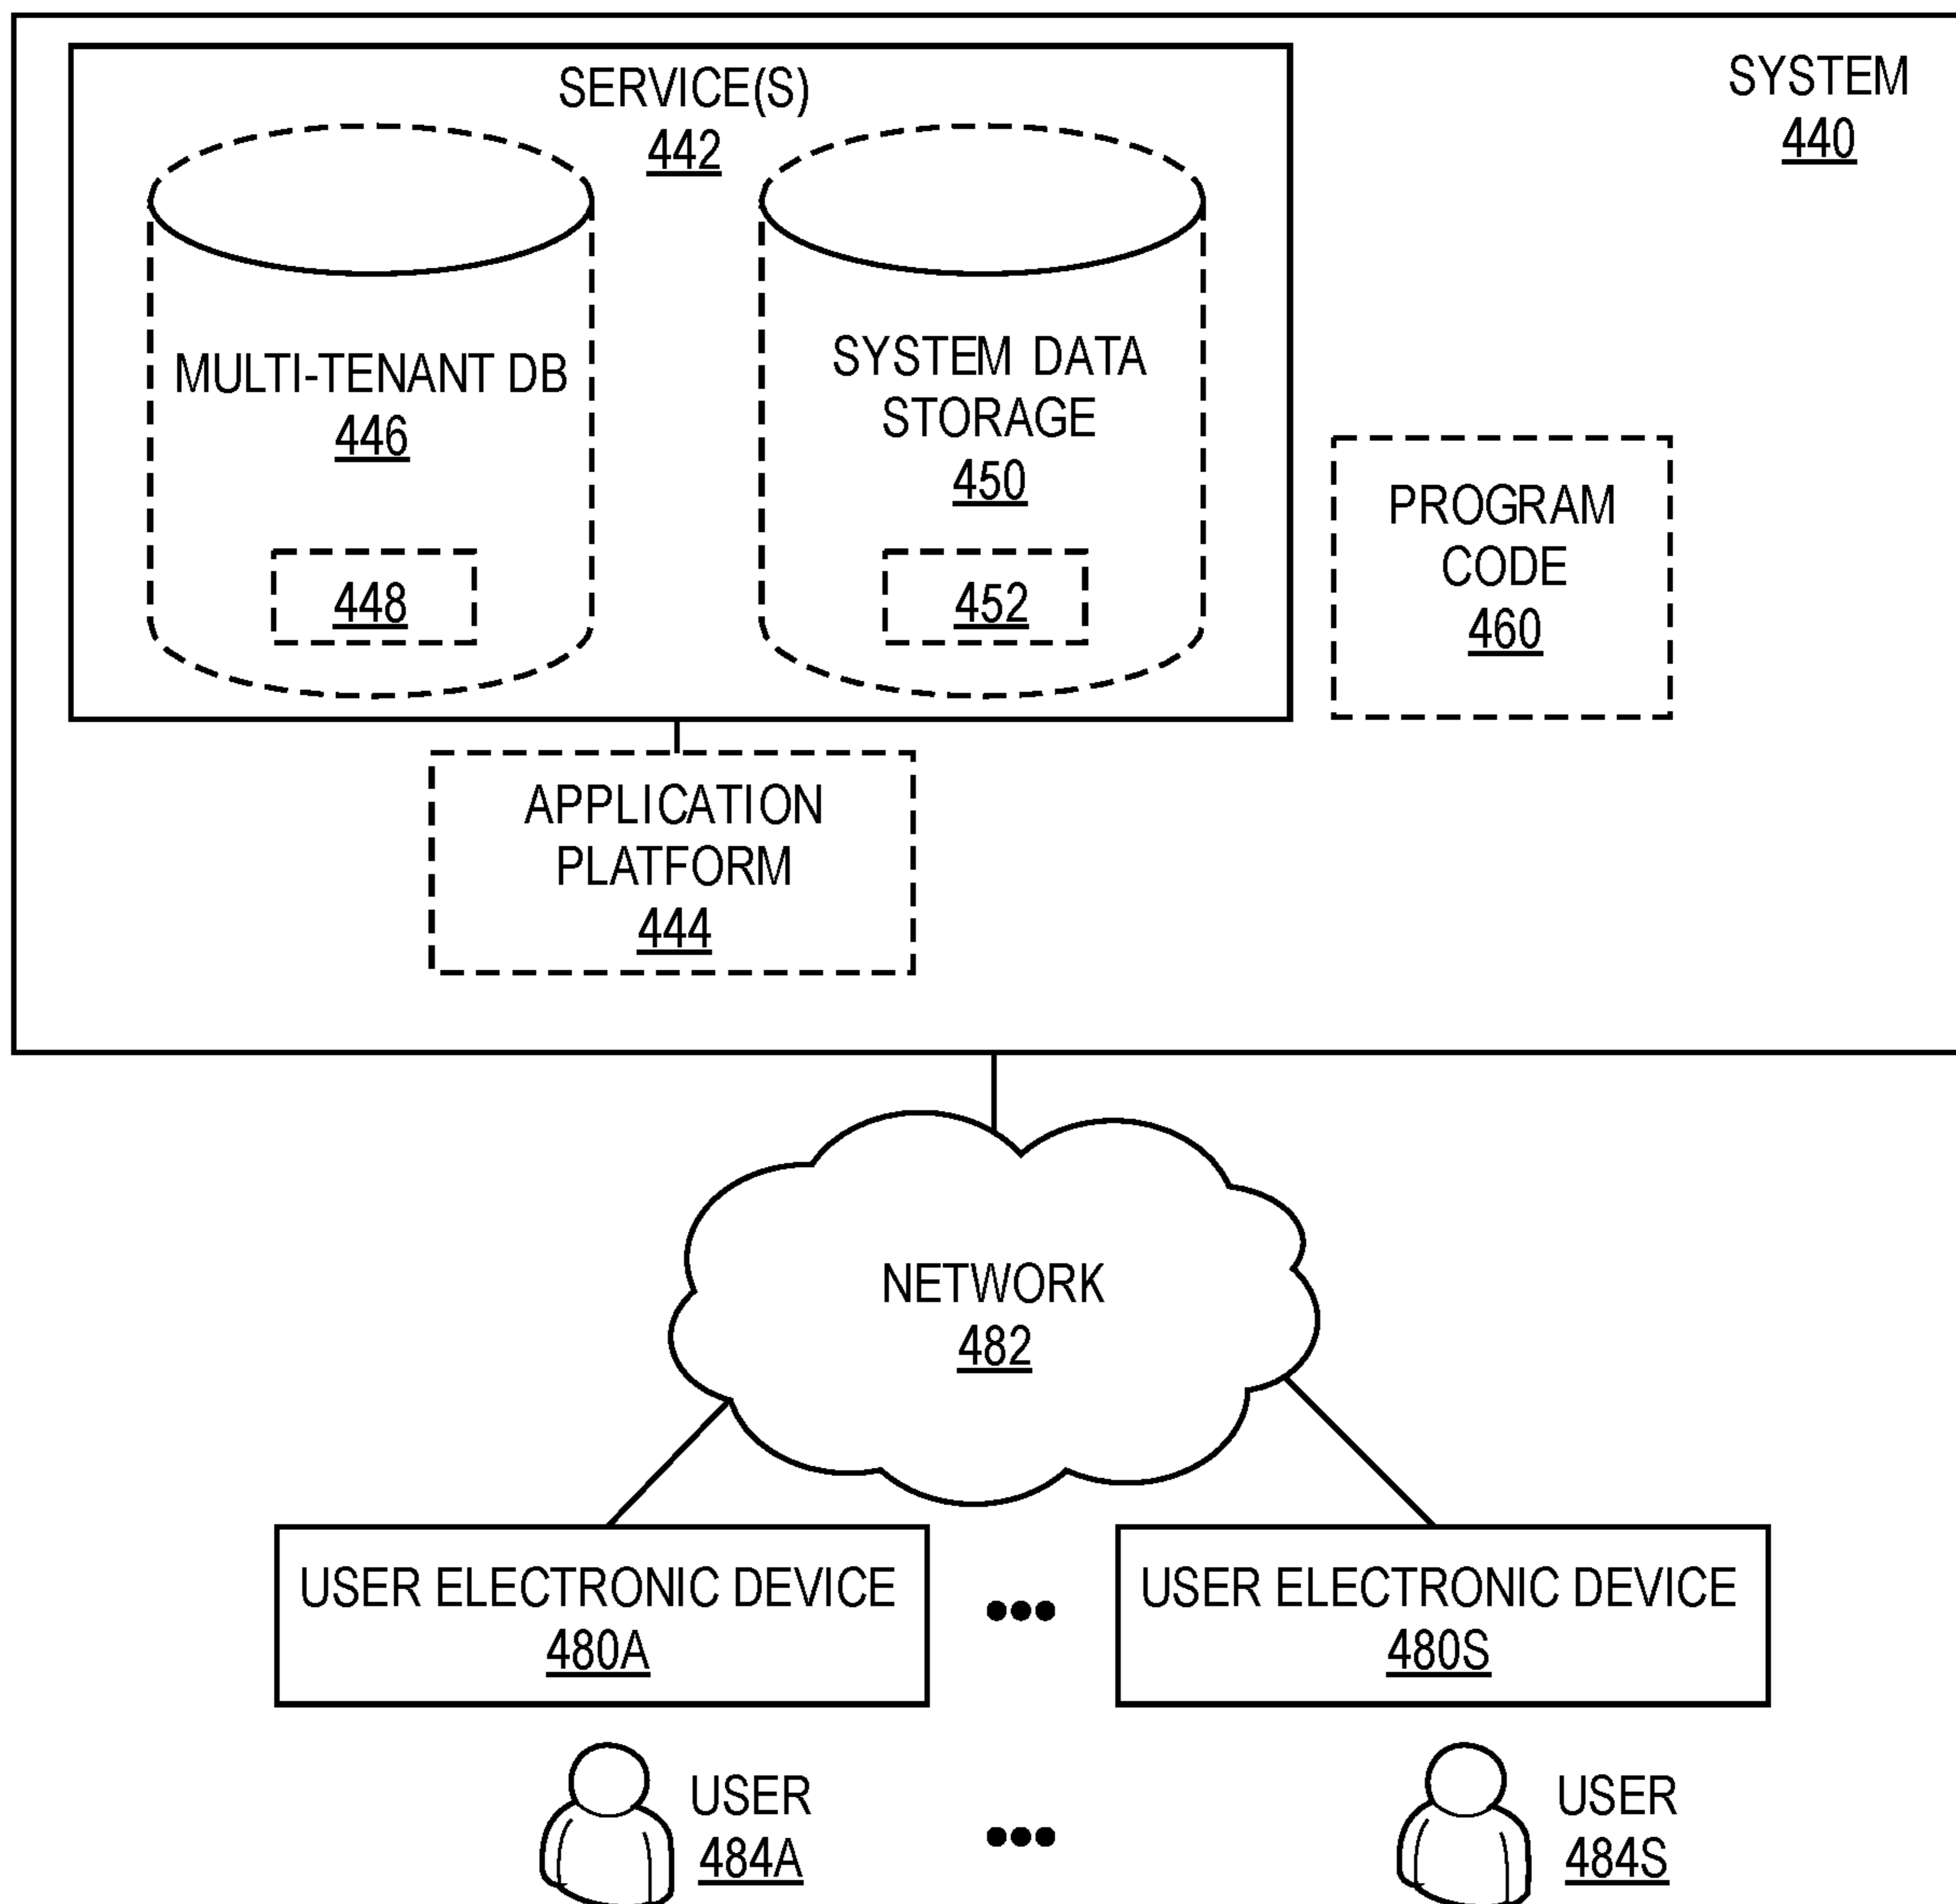 SERVICE(S)
442
SYSTEM
440
MULTI-TENANT DB
446
448
SYSTEM DATA
STORAGE
450
452
PROGRAM
CODE
460
APPLICATION
PLATFORM
444
NETWORK
482
USER ELECTRONIC DEVICE
480A
USER ELECTRONIC DEVICE
480S
USER
484A
USER
484S